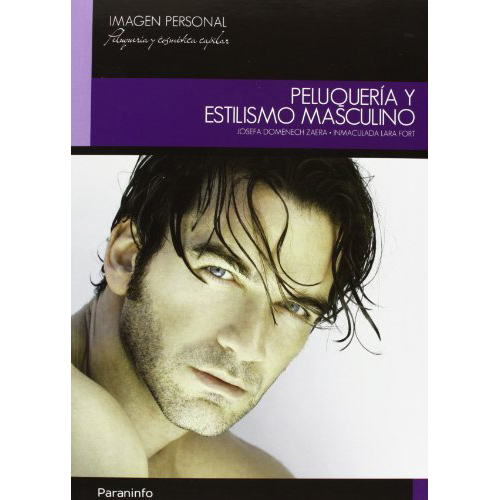 IMAGEN PERSONAL
Peluquería y cosmética capilar
PELUQUERÍA Y
ESTILISMO MASCULINO
JOSEFA DOMÉNECH ZAERA • INMACULADA LARA FORT
Paraninfo